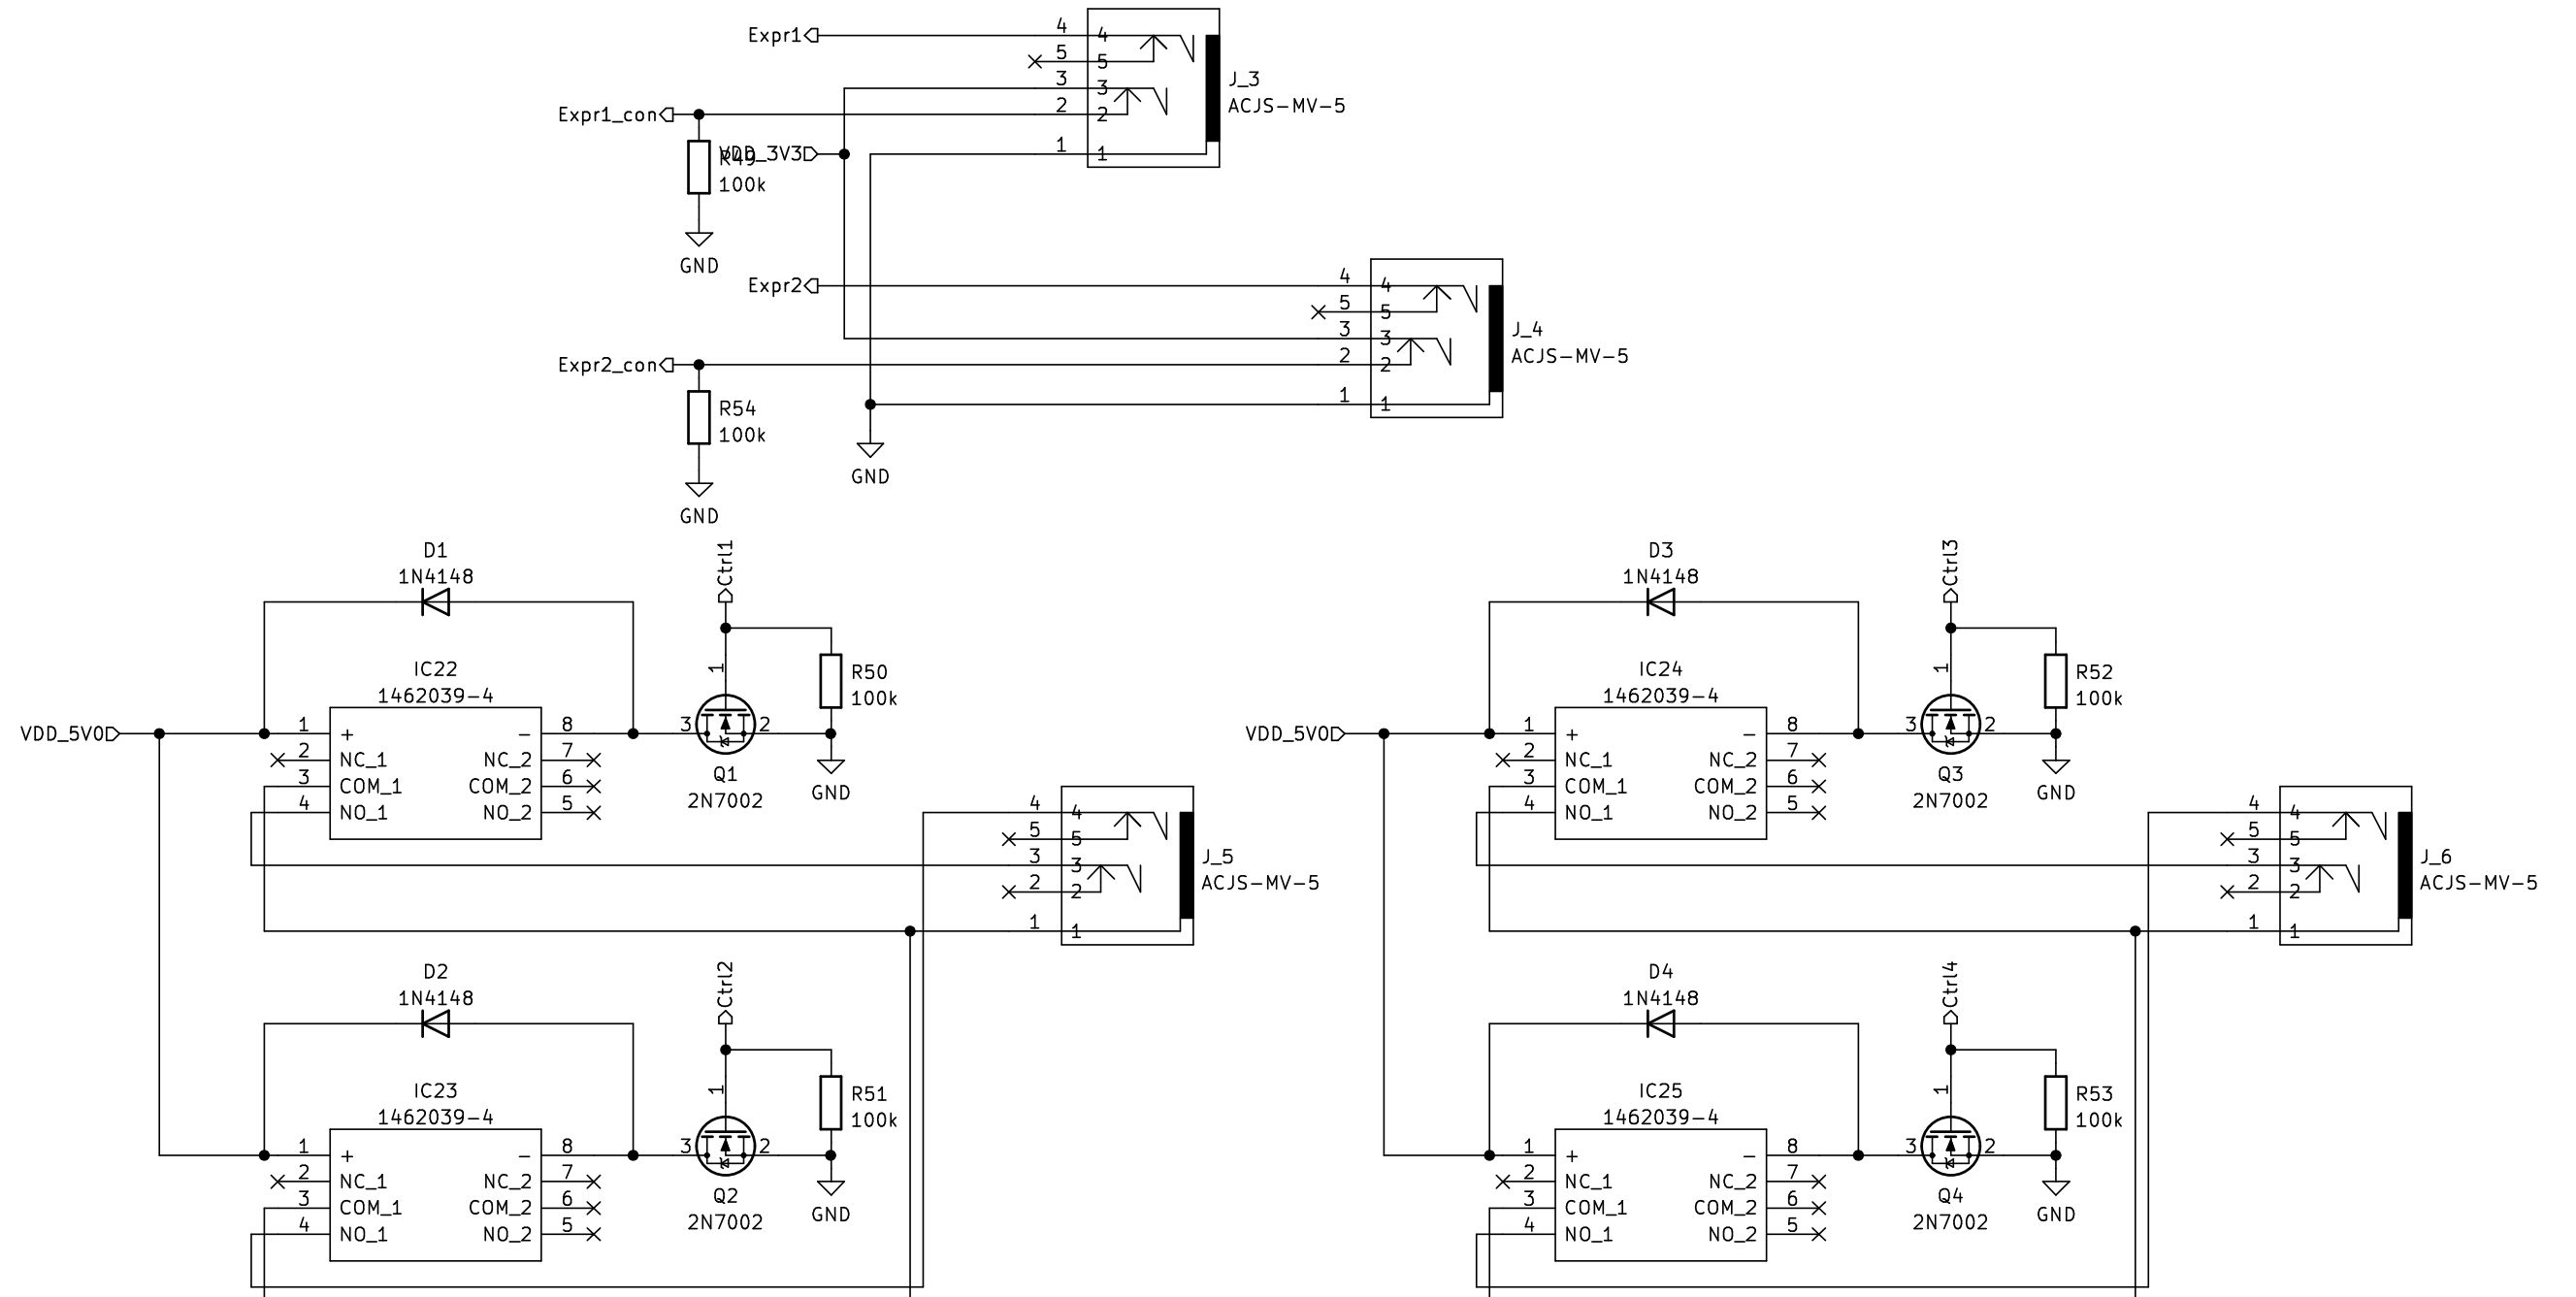 Expr1
4 4
5 5
3 3
2 2
1 1
J_3
ACJS-MV-5
Expr1_con
VDD_3V3
R49
100k
GND
Expr2
4 4
5 5
3 3
2 2
1 1
J_4
ACJS-MV-5
Expr2_con
R54
100k
GND
GND
D1
1N4148
Ctrl1
IC22
1462039-4
VDD_5V0
1 + - 8
2 NC_1 NC_2 7
3 COM_1 COM_2 6
4 NO_1 NO_2 5
1
3 2
Q1
2N7002
R50
100k
GND
4 4
5 5
3 3
2 2
1 1
J_5
ACJS-MV-5
D2
1N4148
Ctrl2
IC23
1462039-4
1 + - 8
2 NC_1 NC_2 7
3 COM_1 COM_2 6
4 NO_1 NO_2 5
1
3 2
Q2
2N7002
R51
100k
GND
D3
1N4148
Ctrl3
IC24
1462039-4
VDD_5V0
1 + - 8
2 NC_1 NC_2 7
3 COM_1 COM_2 6
4 NO_1 NO_2 5
1
3 2
Q3
2N7002
R52
100k
GND
4 4
5 5
3 3
2 2
1 1
J_6
ACJS-MV-5
D4
1N4148
Ctrl4
IC25
1462039-4
1 + - 8
2 NC_1 NC_2 7
3 COM_1 COM_2 6
4 NO_1 NO_2 5
1
3 2
Q4
2N7002
R53
100k
GND